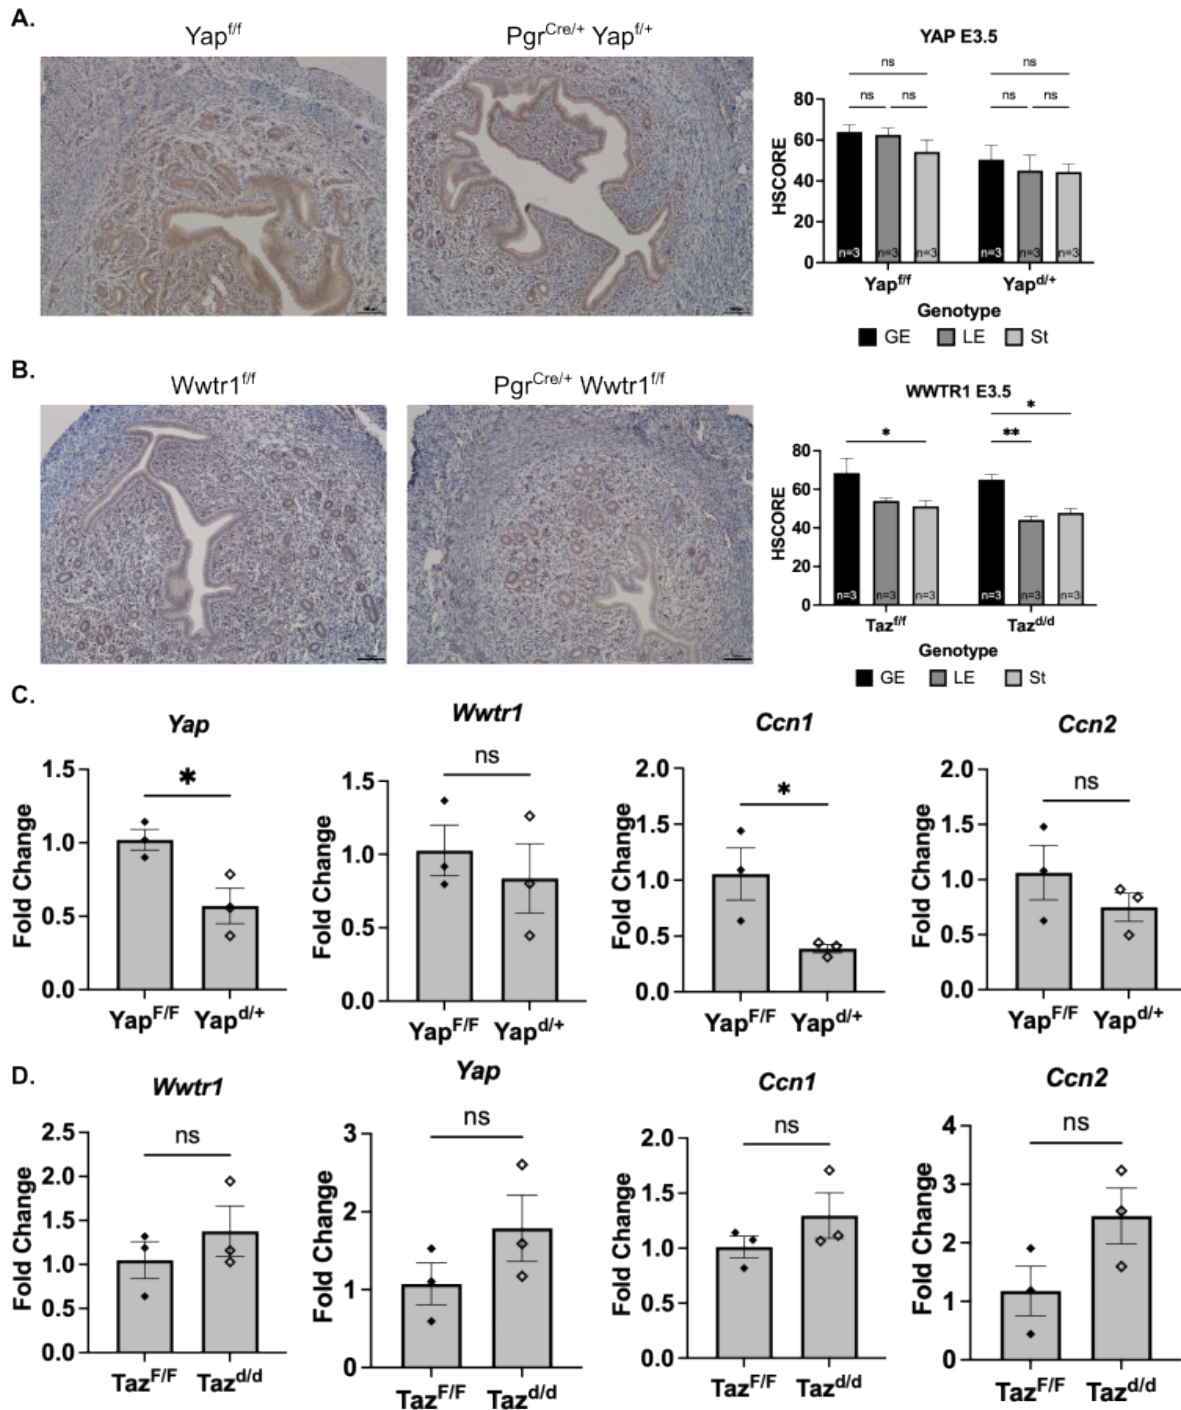 A.
Yap^f/f
Pgr^Cre/+ Yap^f/+
YAP E3.5
ns
ns
ns ns
ns ns
80
60
40
20
0
HSCORE
n=3 n=3 n=3
n=3 n=3 n=3
Yap^f/f
Yap^d/+
Genotype
GE LE St
B.
Wwtr1^f/f
Pgr^Cre/+ Wwtr1^f/f
WWTR1 E3.5
*
*
**
80
60
40
20
0
HSCORE
n=3 n=3 n=3
n=3 n=3 n=3
Taz^f/f
Taz^d/d
Genotype
GE LE St
C.
Yap
*
1.5
1.0
0.5
0.0
Fold Change
Yap^F/F Yap^d/+
Wwtr1
ns
1.5
1.0
0.5
0.0
Fold Change
Yap^F/F Yap^d/+
Ccn1
*
2.0
1.5
1.0
0.5
0.0
Fold Change
Yap^F/F Yap^d/+
Ccn2
ns
2.0
1.5
1.0
0.5
0.0
Fold Change
Yap^F/F Yap^d/+
D.
Wwtr1
ns
2.5
2.0
1.5
1.0
0.5
0.0
Fold Change
Taz^F/F Taz^d/d
Yap
ns
3
2
1
0
Fold Change
Taz^F/F Taz^d/d
Ccn1
ns
2.0
1.5
1.0
0.5
0.0
Fold Change
Taz^F/F Taz^d/d
Ccn2
ns
4
3
2
1
0
Fold Change
Taz^F/F Taz^d/d